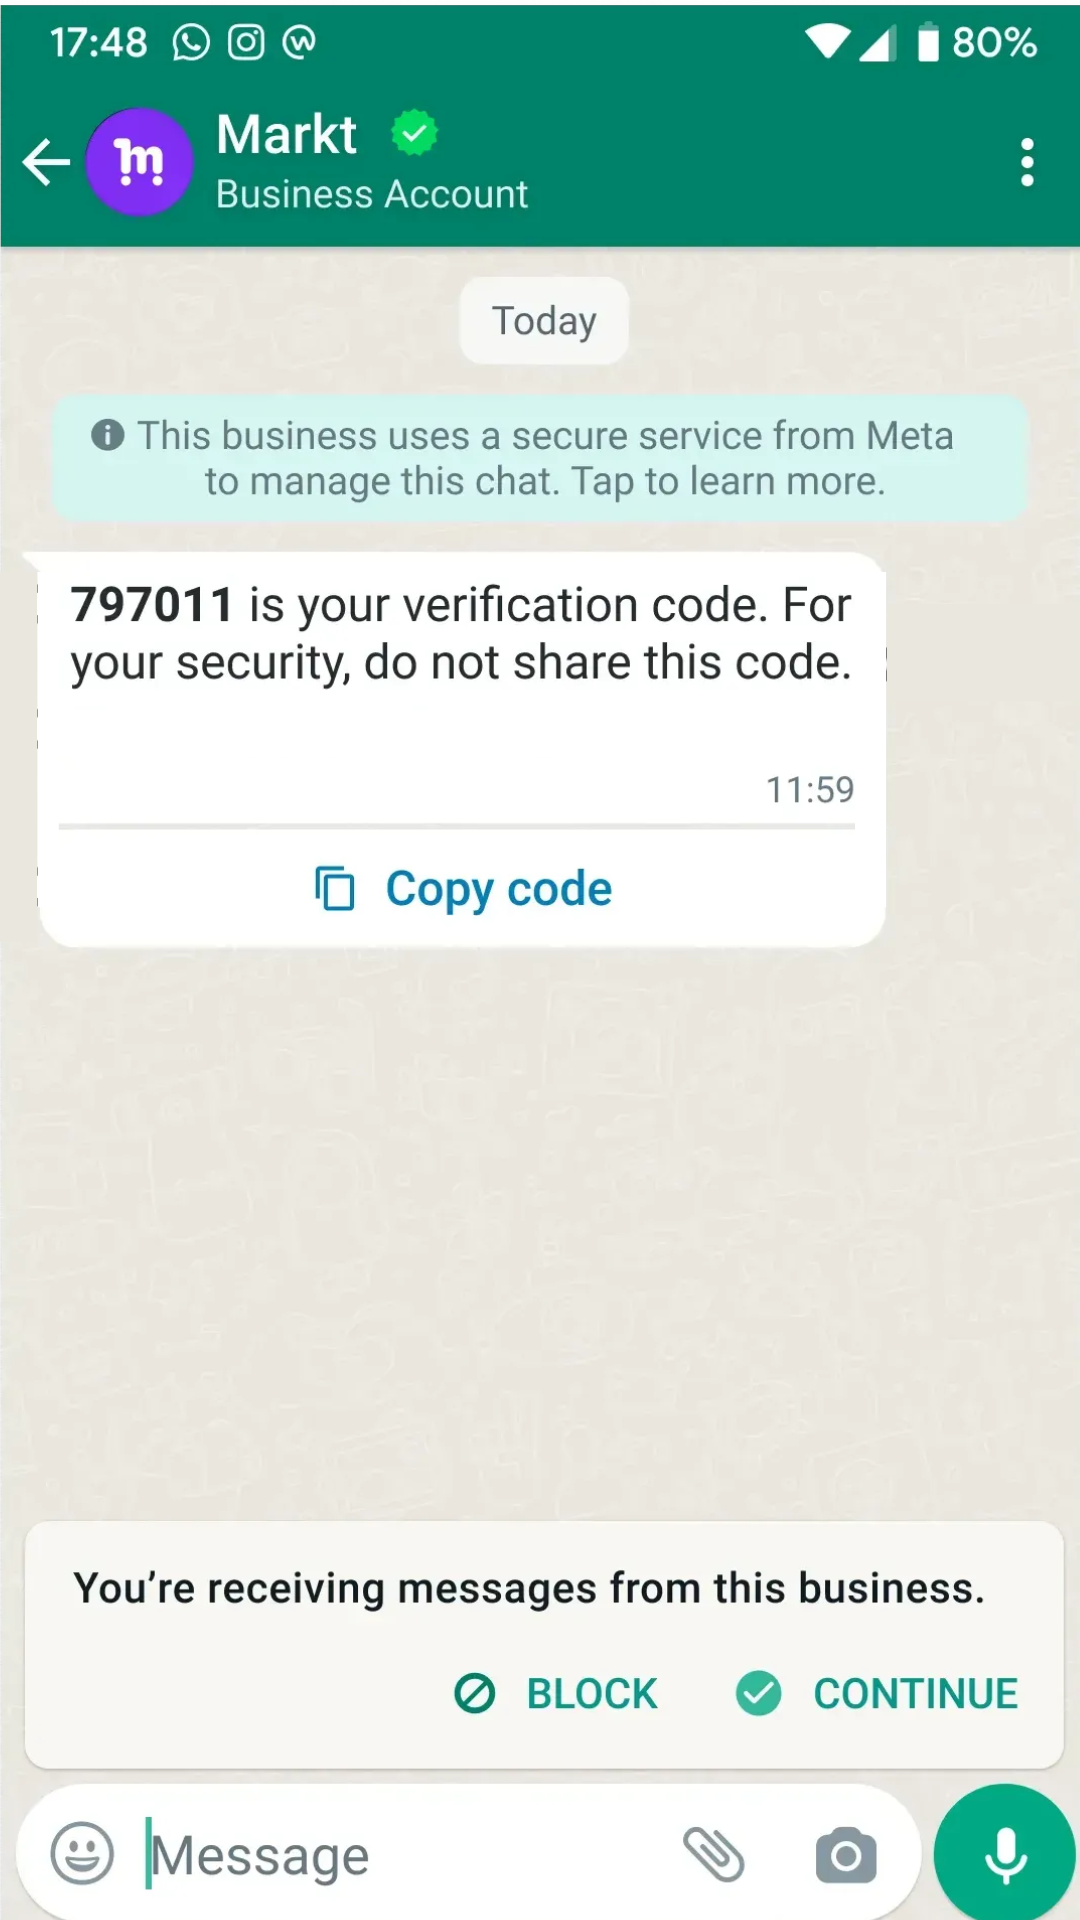 17:48 80%
Markt
Business Account
Today
This business uses a secure service from Meta
to manage this chat. Tap to learn more.
797011 is your verification code. For
your security, do not share this code.
11:59
Copy code
You’re receiving messages from this business.
BLOCK CONTINUE
Message